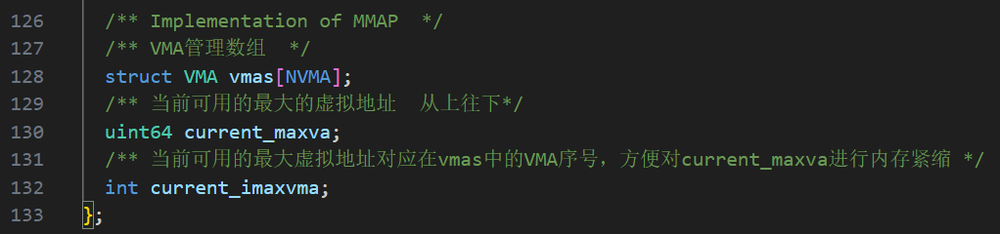 126 /** Implementation of MMAP  */
127 /** VMA管理数组  */
128 struct VMA vmas[NVMA];
129 /** 当前可用的最大的虚拟地址  从上往下*/
130 uint64 current_maxva;
131 /** 当前可用的最大虚拟地址对应在vmas中的VMA序号，方便对current_maxva进行内存紧缩 */
132 int current_imaxvma;
133 };